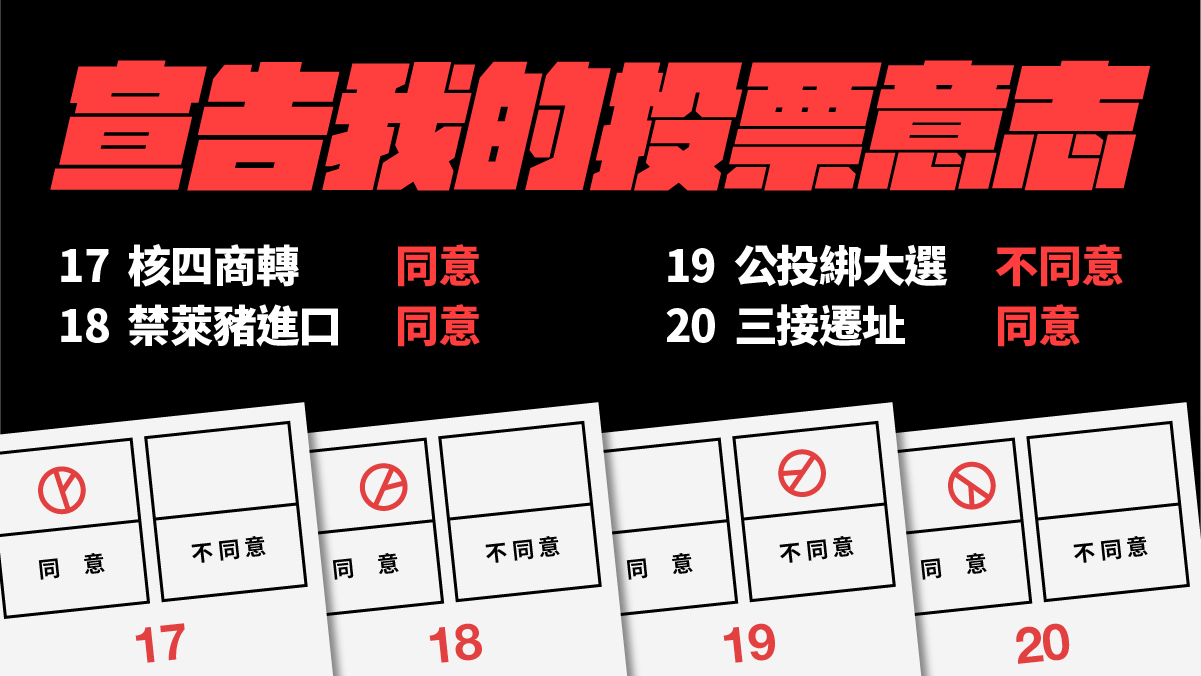 宣告我的投票意志
17 核四商轉 同意
18 禁萊豬進口 同意
19 公投綁大選 不同意
20 三接遷址 同意
同 意 不同意
17
同 意 不同意
18
同 意 不同意
19
同 意 不同意
20